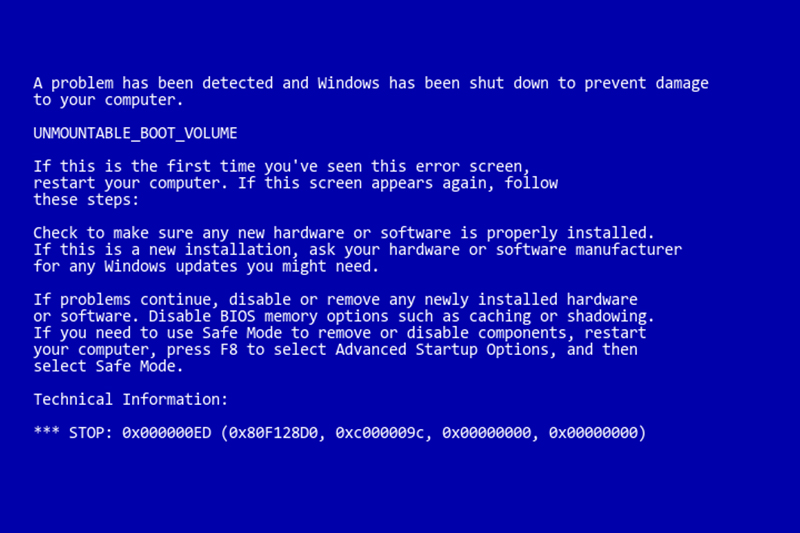 A problem has been detected and Windows has been shut down to prevent damage
to your computer.
UNMOUNTABLE_BOOT_VOLUME
If this is the first time you've seen this error screen,
restart your computer. If this screen appears again, follow
these steps:
Check to make sure any new hardware or software is properly installed.
If this is a new installation, ask your hardware or software manufacturer
for any Windows updates you might need.
If problems continue, disable or remove any newly installed hardware
or software. Disable BIOS memory options such as caching or shadowing.
If you need to use Safe Mode to remove or disable components, restart
your computer, press F8 to select Advanced Startup Options, and then
select Safe Mode.
Technical Information:
*** STOP: 0x000000ED (0x80F128D0, 0xc000009c, 0x00000000, 0x00000000)